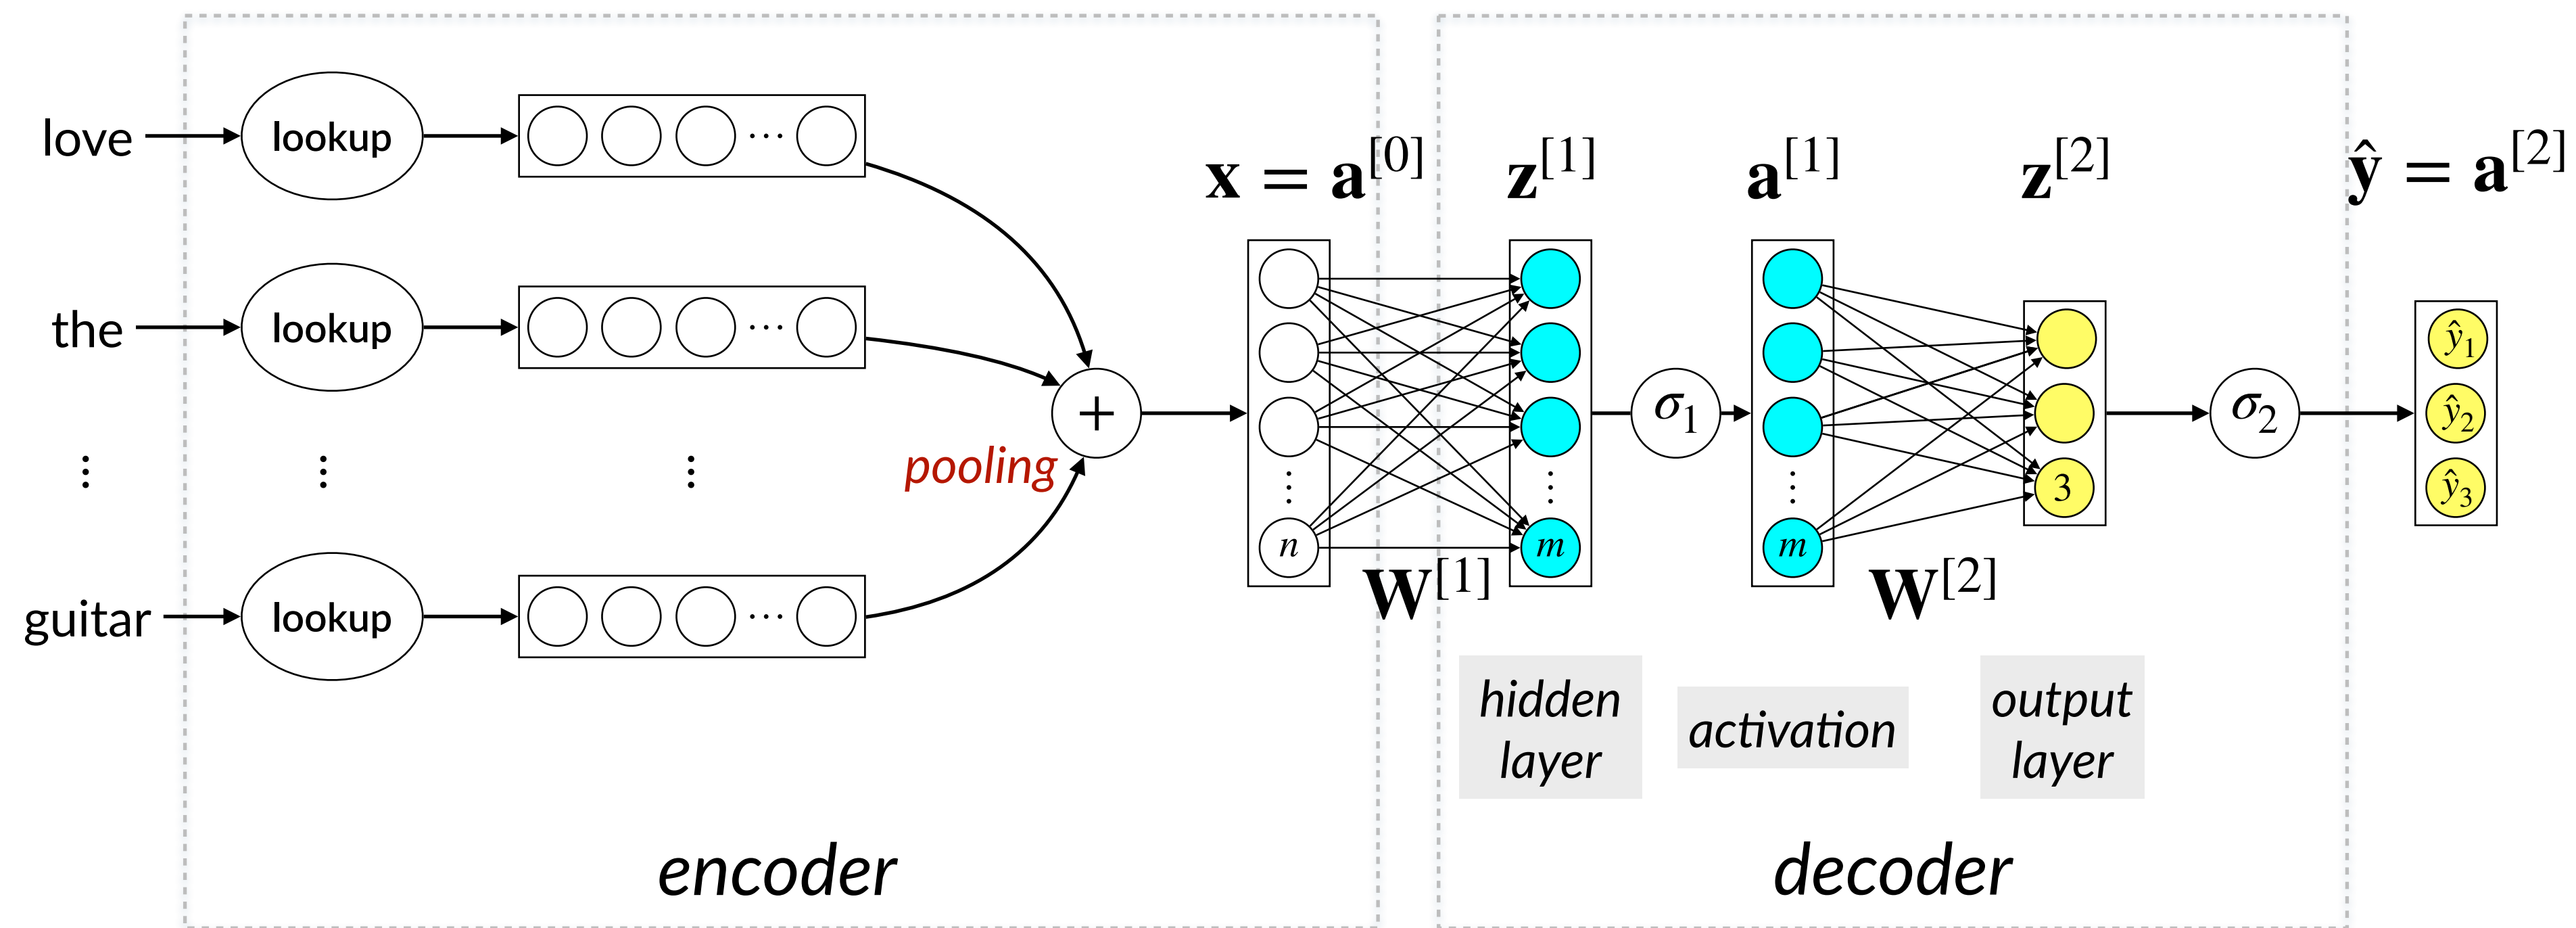 love
lookup
⋯
the
lookup
⋯
⋮
⋮
⋮
guitar
lookup
⋯
pooling
+
x = a^[0]
⋮
n
W^[1]
z^[1]
⋮
m
σ₁
a^[1]
⋮
m
W^[2]
z^[2]
3
σ₂
ŷ = a^[2]
ŷ₁
ŷ₂
ŷ₃
hidden
layer
activation
output
layer
encoder
decoder